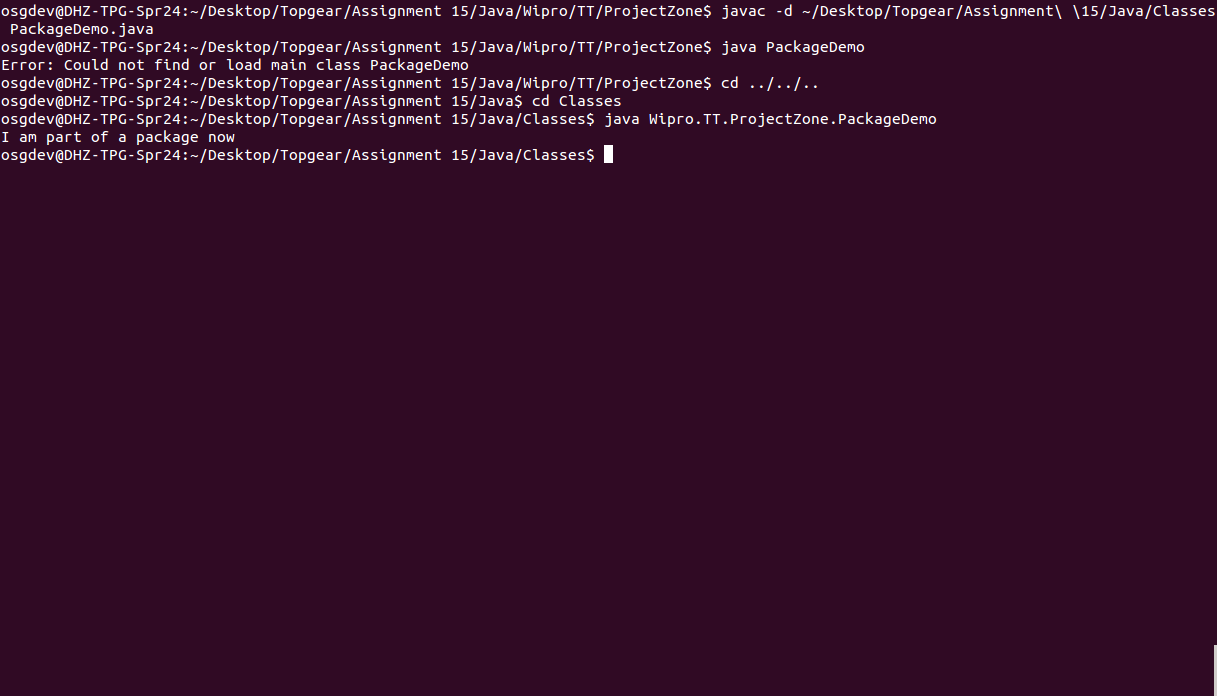 osgdev@DHZ-TPG-Spr24:~/Desktop/Topgear/Assignment 15/Java/Wipro/TT/ProjectZone$ javac -d ~/Desktop/Topgear/Assignment\ \15/Java/Classes
 PackageDemo.java
osgdev@DHZ-TPG-Spr24:~/Desktop/Topgear/Assignment 15/Java/Wipro/TT/ProjectZone$ java PackageDemo
Error: Could not find or load main class PackageDemo
osgdev@DHZ-TPG-Spr24:~/Desktop/Topgear/Assignment 15/Java/Wipro/TT/ProjectZone$ cd ../../..
osgdev@DHZ-TPG-Spr24:~/Desktop/Topgear/Assignment 15/Java$ cd Classes
osgdev@DHZ-TPG-Spr24:~/Desktop/Topgear/Assignment 15/Java/Classes$ java Wipro.TT.ProjectZone.PackageDemo
I am part of a package now
osgdev@DHZ-TPG-Spr24:~/Desktop/Topgear/Assignment 15/Java/Classes$